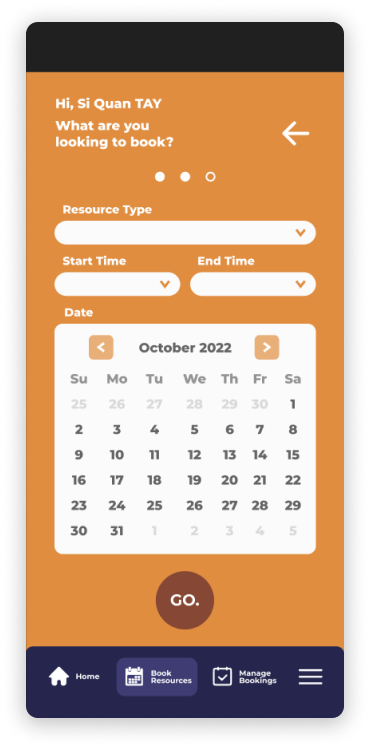 Hi, Si Quan TAY
What are you
looking to book?
Resource Type
Start Time End Time
Date
< October 2022 >
Su Mo Tu We Th Fr Sa
25 26 27 28 29 30 1
2 3 4 5 6 7 8
9 10 11 12 13 14 15
16 17 18 19 20 21 22
23 24 25 26 27 28 29
30 31 1 2 3 4 5
GO.
Home
Book
Resources
Manage
Bookings